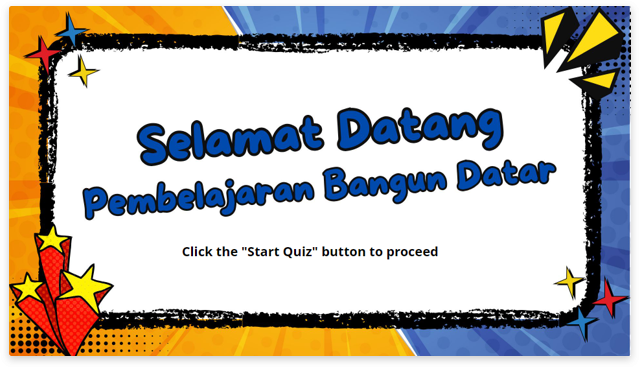 Selamat Datang
Pembelajaran Bangun Datar
Click the "Start Quiz" button to proceed